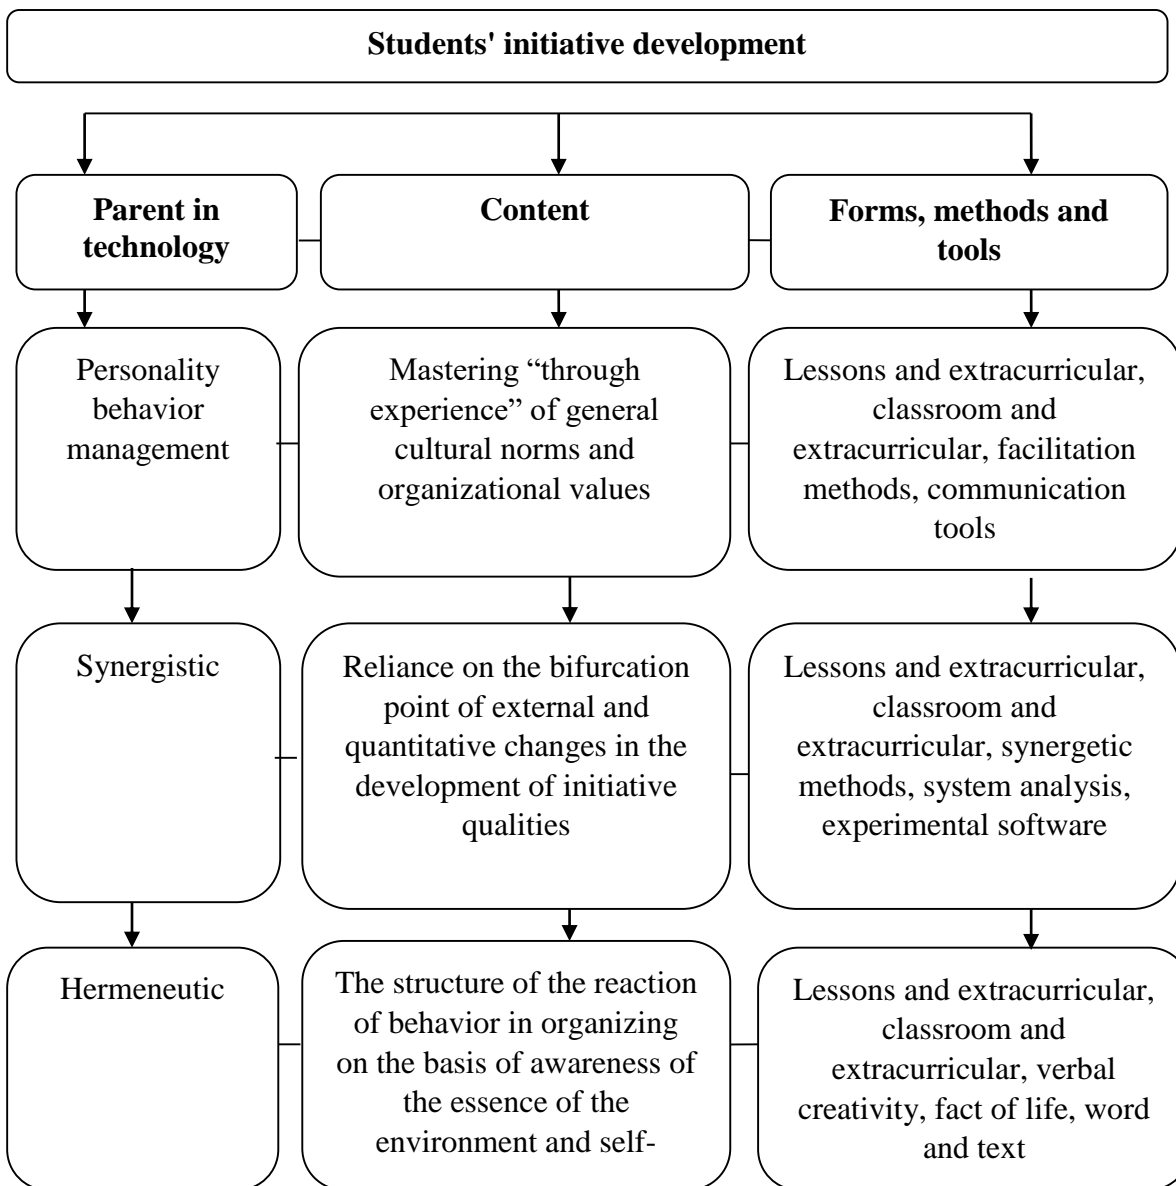 Students' initiative development
Parent in
technology
Content
Forms, methods and
tools
Personality
behavior
management
Mastering “through
experience” of general
cultural norms and
organizational values
Lessons and extracurricular,
classroom and
extracurricular, facilitation
methods, communication
tools
Synergistic
Reliance on the bifurcation
point of external and
quantitative changes in the
development of initiative
qualities
Lessons and extracurricular,
classroom and
extracurricular, synergetic
methods, system analysis,
experimental software
Hermeneutic
The structure of the reaction
of behavior in organizing
on the basis of awareness of
the essence of the
environment and self-
Lessons and extracurricular,
classroom and
extracurricular, verbal
creativity, fact of life, word
and text